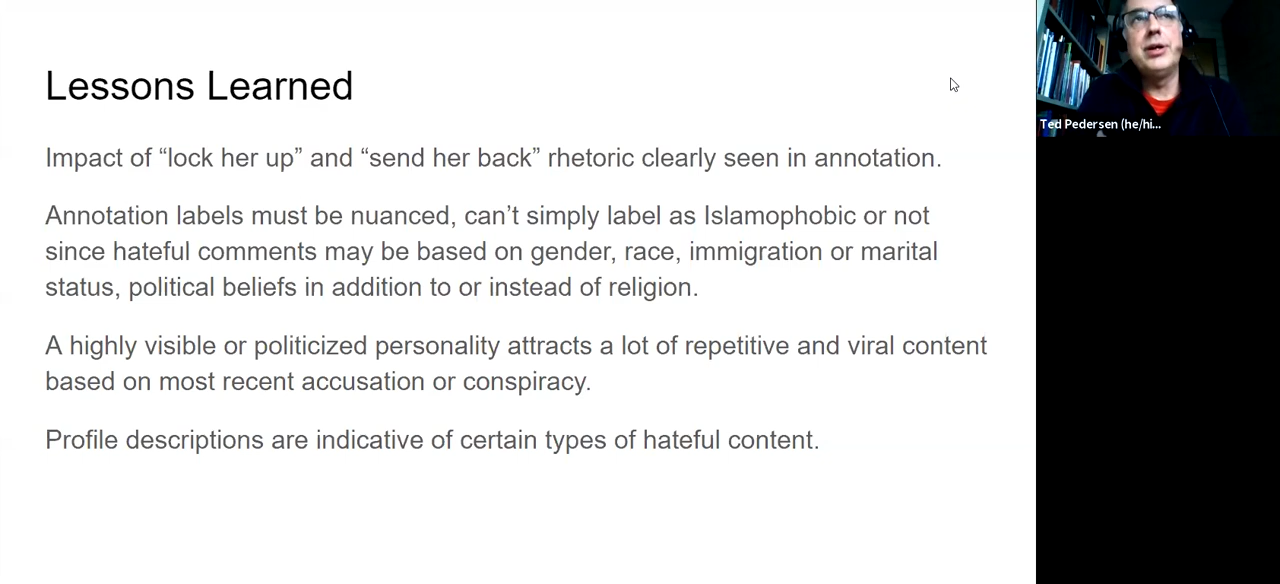 Lessons Learned
Impact of “lock her up” and “send her back” rhetoric clearly seen in annotation.
Annotation labels must be nuanced, can’t simply label as Islamophobic or not
since hateful comments may be based on gender, race, immigration or marital
status, political beliefs in addition to or instead of religion.
A highly visible or politicized personality attracts a lot of repetitive and viral content
based on most recent accusation or conspiracy.
Profile descriptions are indicative of certain types of hateful content.
Ted Pedersen (he/hi...